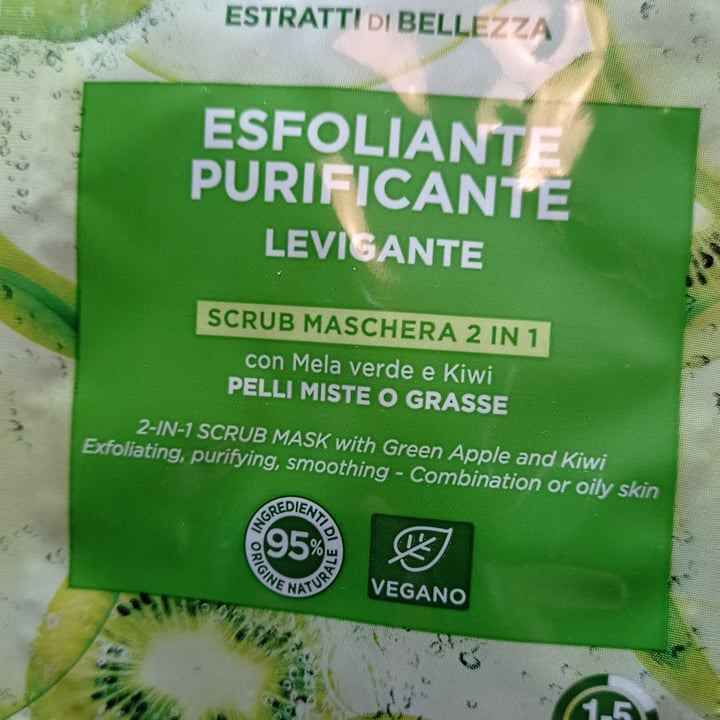 ESTRATTI DI BELLEZZA
ESFOLIANTE
PURIFICANTE
LEVIGANTE
SCRUB MASCHERA 2 IN 1
con Mela verde e Kiwi
PELLI MISTE O GRASSE
2-IN-1 SCRUB MASK with Green Apple and Kiwi
Exfoliating, purifying, smoothing - Combination or oily skin
INGREDIENTI DI
95%
ORIGINE NATURALE
VEGANO
1-5